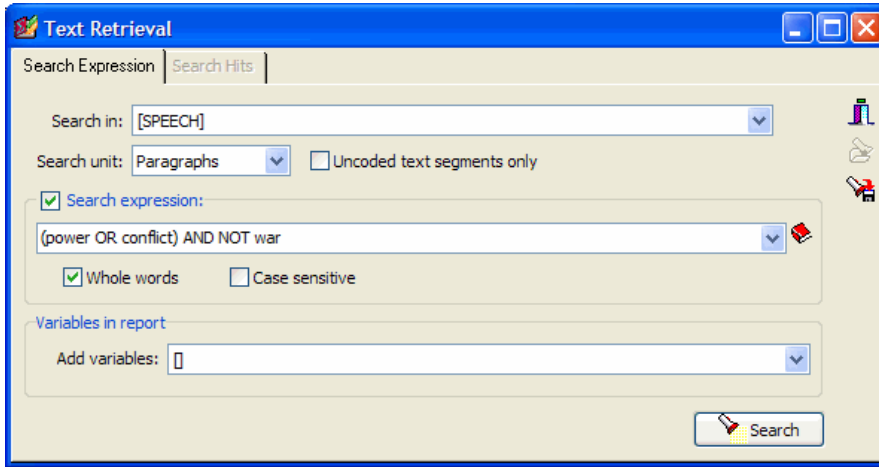 Text Retrieval
Search Expression Search Hits
Search in: [SPEECH]
Search unit: Paragraphs Uncoded text segments only
Search expression:
(power OR conflict) AND NOT war
Whole words Case sensitive
Variables in report
Add variables: []
Search